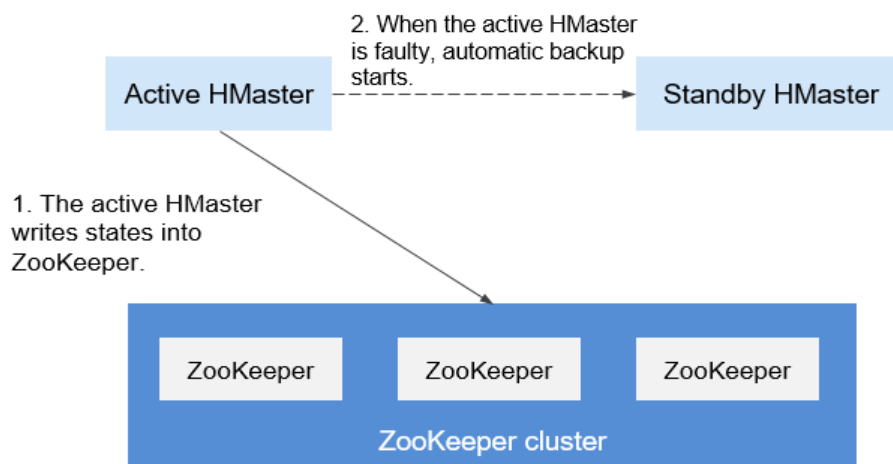 2. When the active HMaster
is faulty, automatic backup
starts.
Active HMaster
Standby HMaster
1. The active HMaster
writes states into
ZooKeeper.
ZooKeeper
ZooKeeper
ZooKeeper
ZooKeeper cluster